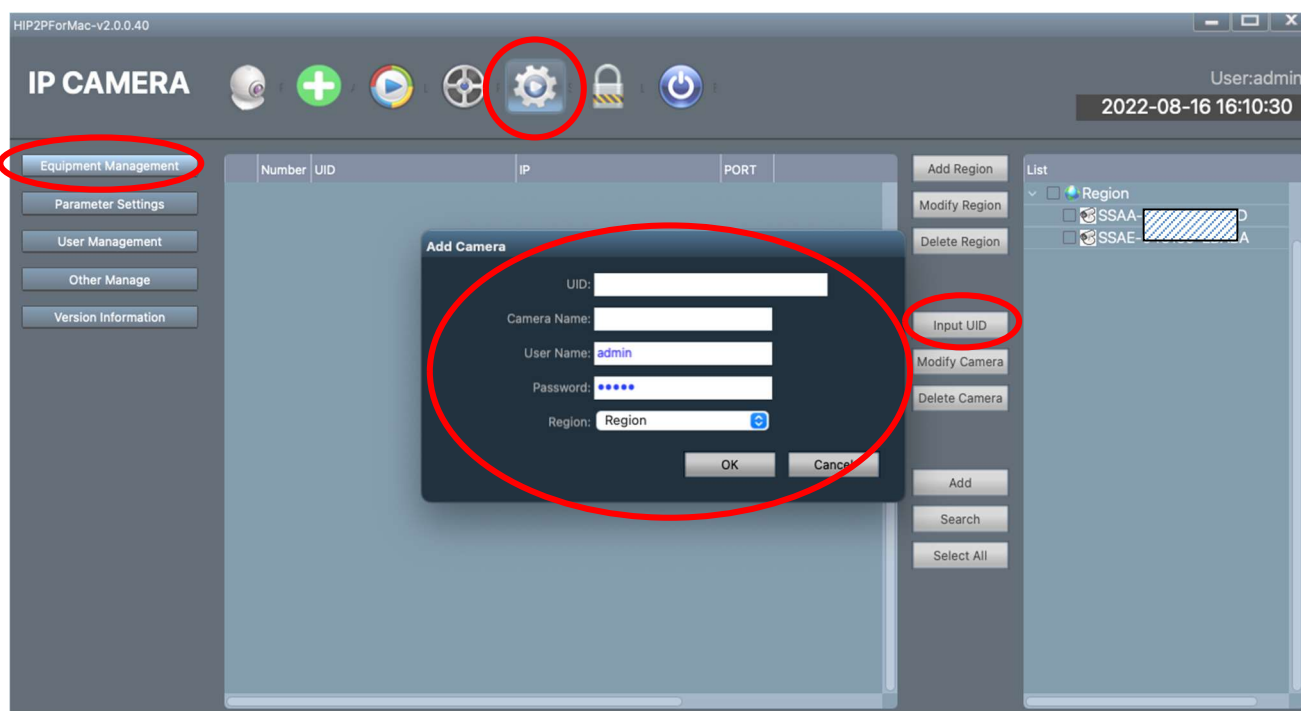 HIP2PForMac-v2.0.0.40
IP CAMERA
User:admin
2022-08-16 16:10:30
Equipment Management
Parameter Settings
User Management
Other Manage
Version Information
Number UID IP PORT
Add Camera
UID:
Camera Name:
User Name: admin
Password: •••••
Region: Region
OK Cancel
Add Region
Modify Region
Delete Region
Input UID
Modify Camera
Delete Camera
Add
Search
Select All
List
Region
SSAA- D
SSAE- A